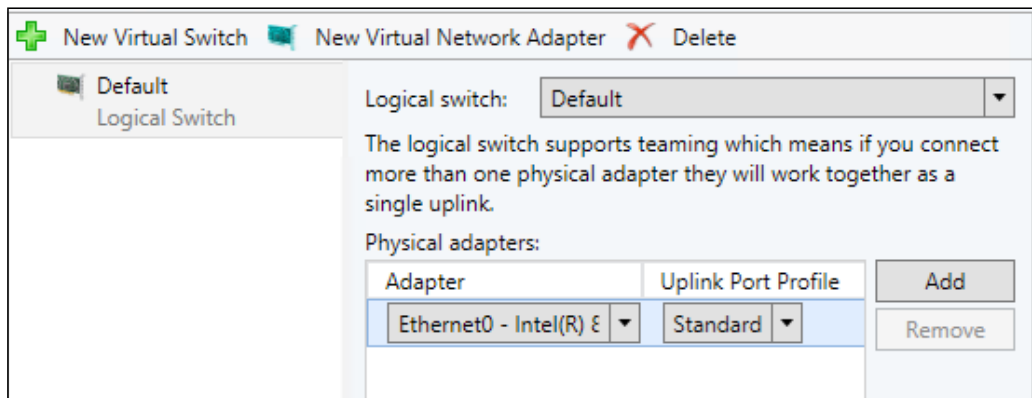 New Virtual Switch New Virtual Network Adapter Delete
Default
Logical Switch
Logical switch: Default
The logical switch supports teaming which means if you connect
more than one physical adapter they will work together as a
single uplink.
Physical adapters:
Adapter Uplink Port Profile Add
Ethernet0 - Intel(R) Standard Remove